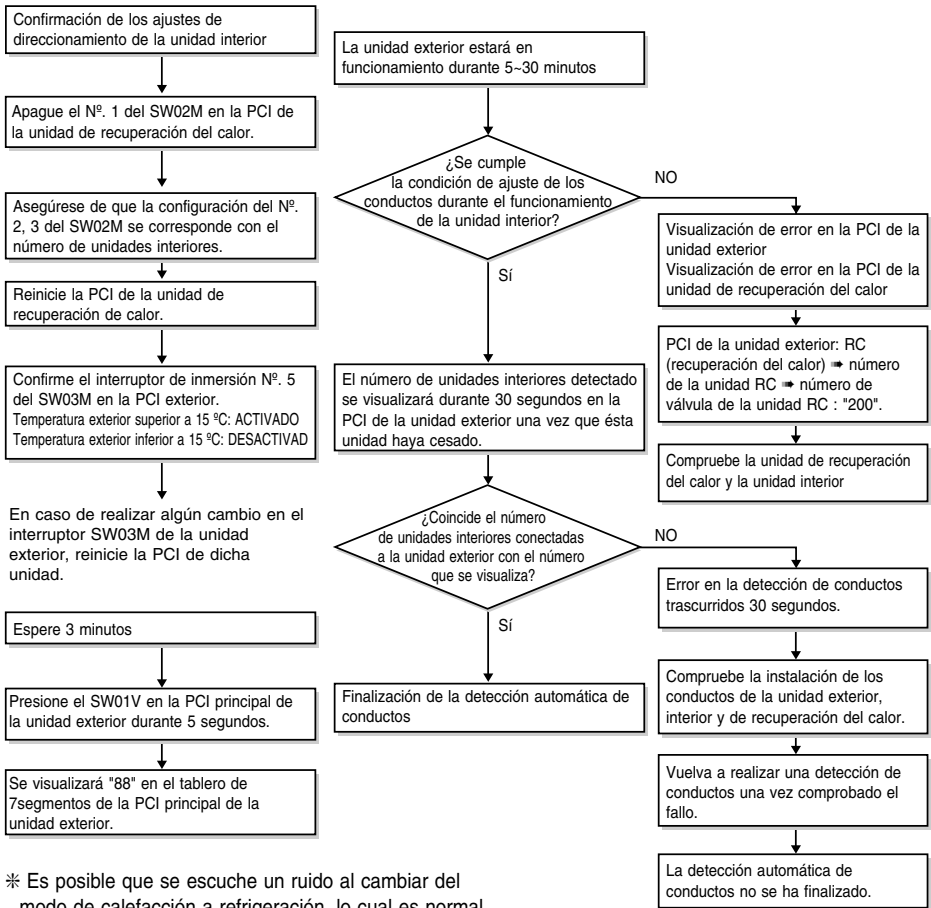 Confirmación de los ajustes de
direccionamiento de la unidad interior
Apague el Nº. 1 del SW02M en la PCI de
la unidad de recuperación del calor.
Asegúrese de que la configuración del Nº.
2, 3 del SW02M se corresponde con el
número de unidades interiores.
Reinicie la PCI de la unidad de
recuperación de calor.
Confirme el interruptor de inmersión Nº. 5
del SW03M en la PCI exterior.
Temperatura exterior superior a 15 ºC: ACTIVADO
Temperatura exterior inferior a 15 ºC: DESACTIVAD
En caso de realizar algún cambio en el
interruptor SW03M de la unidad
exterior, reinicie la PCI de dicha
unidad.
Espere 3 minutos
Presione el SW01V en la PCI principal de
la unidad exterior durante 5 segundos.
Se visualizará "88" en el tablero de
7segmentos de la PCI principal de la
unidad exterior.
❈ Es posible que se escuche un ruido al cambiar del
modo de calefacción a refrigeración, lo cual es normal
La unidad exterior estará en
funcionamiento durante 5~30 minutos
¿Se cumple
la condición de ajuste de los
conductos durante el funcionamiento
de la unidad interior?
NO
Sí
El número de unidades interiores detectado
se visualizará durante 30 segundos en la
PCI de la unidad exterior una vez que ésta
unidad haya cesado.
¿Coincide el número
de unidades interiores conectadas
a la unidad exterior con el número
que se visualiza?
NO
Sí
Finalización de la detección automática de
conductos
Visualización de error en la PCI de la
unidad exterior
Visualización de error en la PCI de la
unidad de recuperación del calor
PCI de la unidad exterior: RC
(recuperación del calor) ➠ número
de la unidad RC ➠ número de
válvula de la unidad RC : "200".
Compruebe la unidad de recuperación
del calor y la unidad interior
Error en la detección de conductos
trascurridos 30 segundos.
Compruebe la instalación de los
conductos de la unidad exterior,
interior y de recuperación del calor.
Vuelva a realizar una detección de
conductos una vez comprobado el
fallo.
La detección automática de
conductos no se ha finalizado.